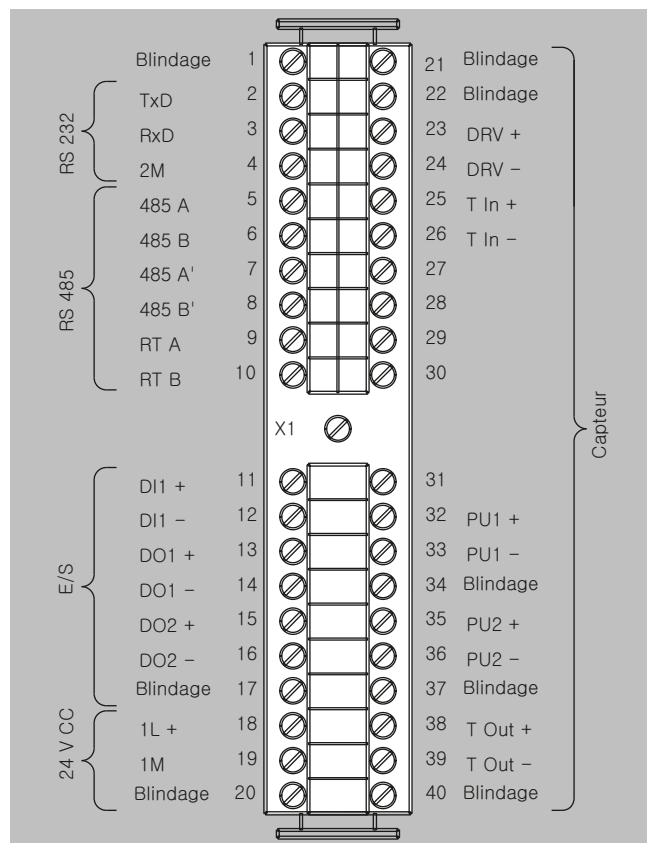 Blindage 1 21 Blindage
TxD 2 22 Blindage
RxD 3 23 DRV +
2M 4 24 DRV –
485 A 5 25 T In +
485 B 6 26 T In –
485 A' 7 27
485 B' 8 28
RT A 9 29
RT B 10 30
RS 232
RS 485
X1
Capteur
DI1 + 11 31
DI1 – 12 32 PU1 +
DO1 + 13 33 PU1 –
DO1 – 14 34 Blindage
DO2 + 15 35 PU2 +
DO2 – 16 36 PU2 –
Blindage 17 37 Blindage
1L + 18 38 T Out +
1M 19 39 T Out –
Blindage 20 40 Blindage
E/S
24 V CC